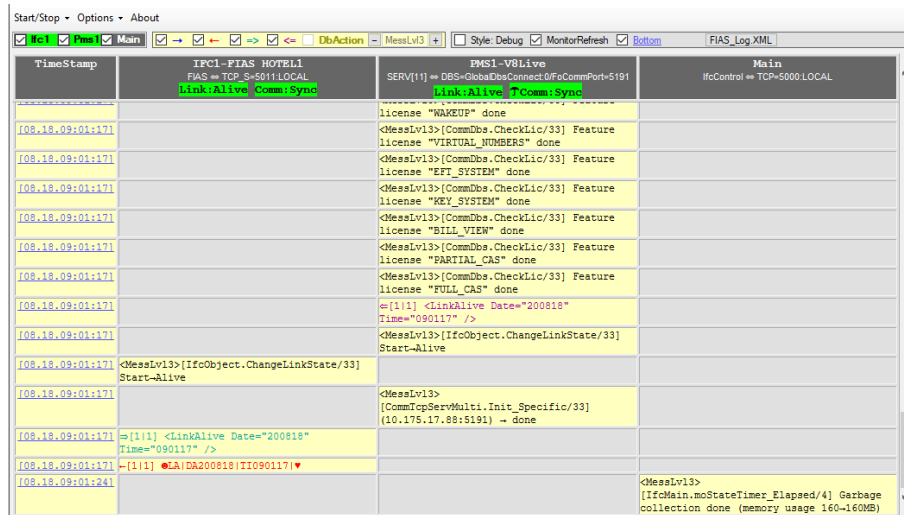 Start/Stop Options About
Ifc1 Pms1 Main → ← => <= DbAction - MessLvl3 + Style: Debug MonitorRefresh Bottom FIAS_Log.XML
TimeStamp
IFC1-FIAS HOTEL1
FIAS ⇔ TCP_S=5011:LOCAL
Link:Alive Comm:Sync
PMS1-V8Live
SERV[11] ⇔ DBS=GlobalDbsConnect:0/FoCommPort=5191
Link:Alive Comm:Sync
Main
IfcControl ⇔ TCP=5000:LOCAL
license "WAKEUP" done
[08.18.09:01:17] <MessLvl3>[CommDbs.CheckLic/33] Feature
license "VIRTUAL_NUMBERS" done
[08.18.09:01:17] <MessLvl3>[CommDbs.CheckLic/33] Feature
license "EFT_SYSTEM" done
[08.18.09:01:17] <MessLvl3>[CommDbs.CheckLic/33] Feature
license "KEY_SYSTEM" done
[08.18.09:01:17] <MessLvl3>[CommDbs.CheckLic/33] Feature
license "BILL_VIEW" done
[08.18.09:01:17] <MessLvl3>[CommDbs.CheckLic/33] Feature
license "PARTIAL_CAS" done
[08.18.09:01:17] <MessLvl3>[CommDbs.CheckLic/33] Feature
license "FULL_CAS" done
[08.18.09:01:17] ⇐[1|1] <LinkAlive Date="200818"
Time="090117" />
[08.18.09:01:17] <MessLvl3>[IfcObject.ChangeLinkState/33]
Start→Alive
[08.18.09:01:17] <MessLvl3>[IfcObject.ChangeLinkState/33]
Start→Alive
[08.18.09:01:17] <MessLvl3>
[CommTcpServMulti.Init_Specific/33]
(10.175.17.88:5191) → done
[08.18.09:01:17] ⇒[1|1] <LinkAlive Date="200818"
Time="090117" />
[08.18.09:01:17] ←[1|1] ☻LA|DA200818|TI090117|♥
[08.18.09:01:24] <MessLvl3>
[IfcMain.moStateTimer_Elapsed/4] Garbage
collection done (memory usage 160→160MB)